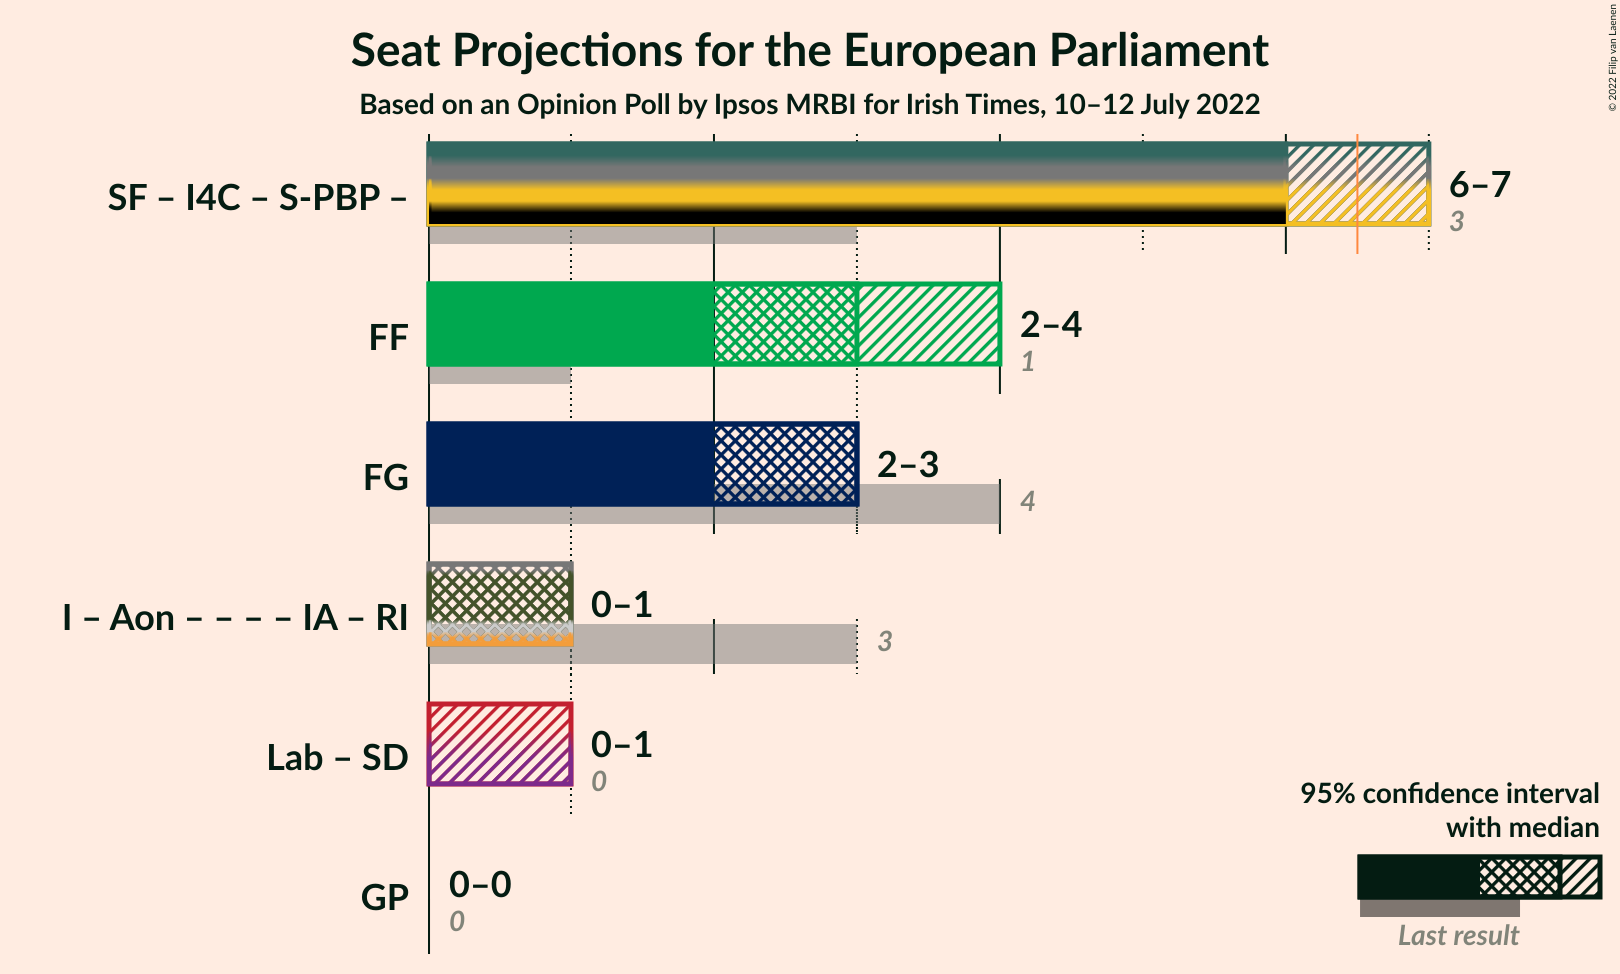 Seat Projections for the European Parliament
Based on an Opinion Poll by Ipsos MRBI for Irish Times, 10–12 July 2022
© 2022 Filip van Laenen
SF – I4C – S-PBP –
6–7
3
FF
2–4
1
FG
2–3
4
I – Aon – – – – IA – RI
0–1
3
Lab – SD
0–1
0
GP
0–0
0
95% confidence interval
with median
Last result